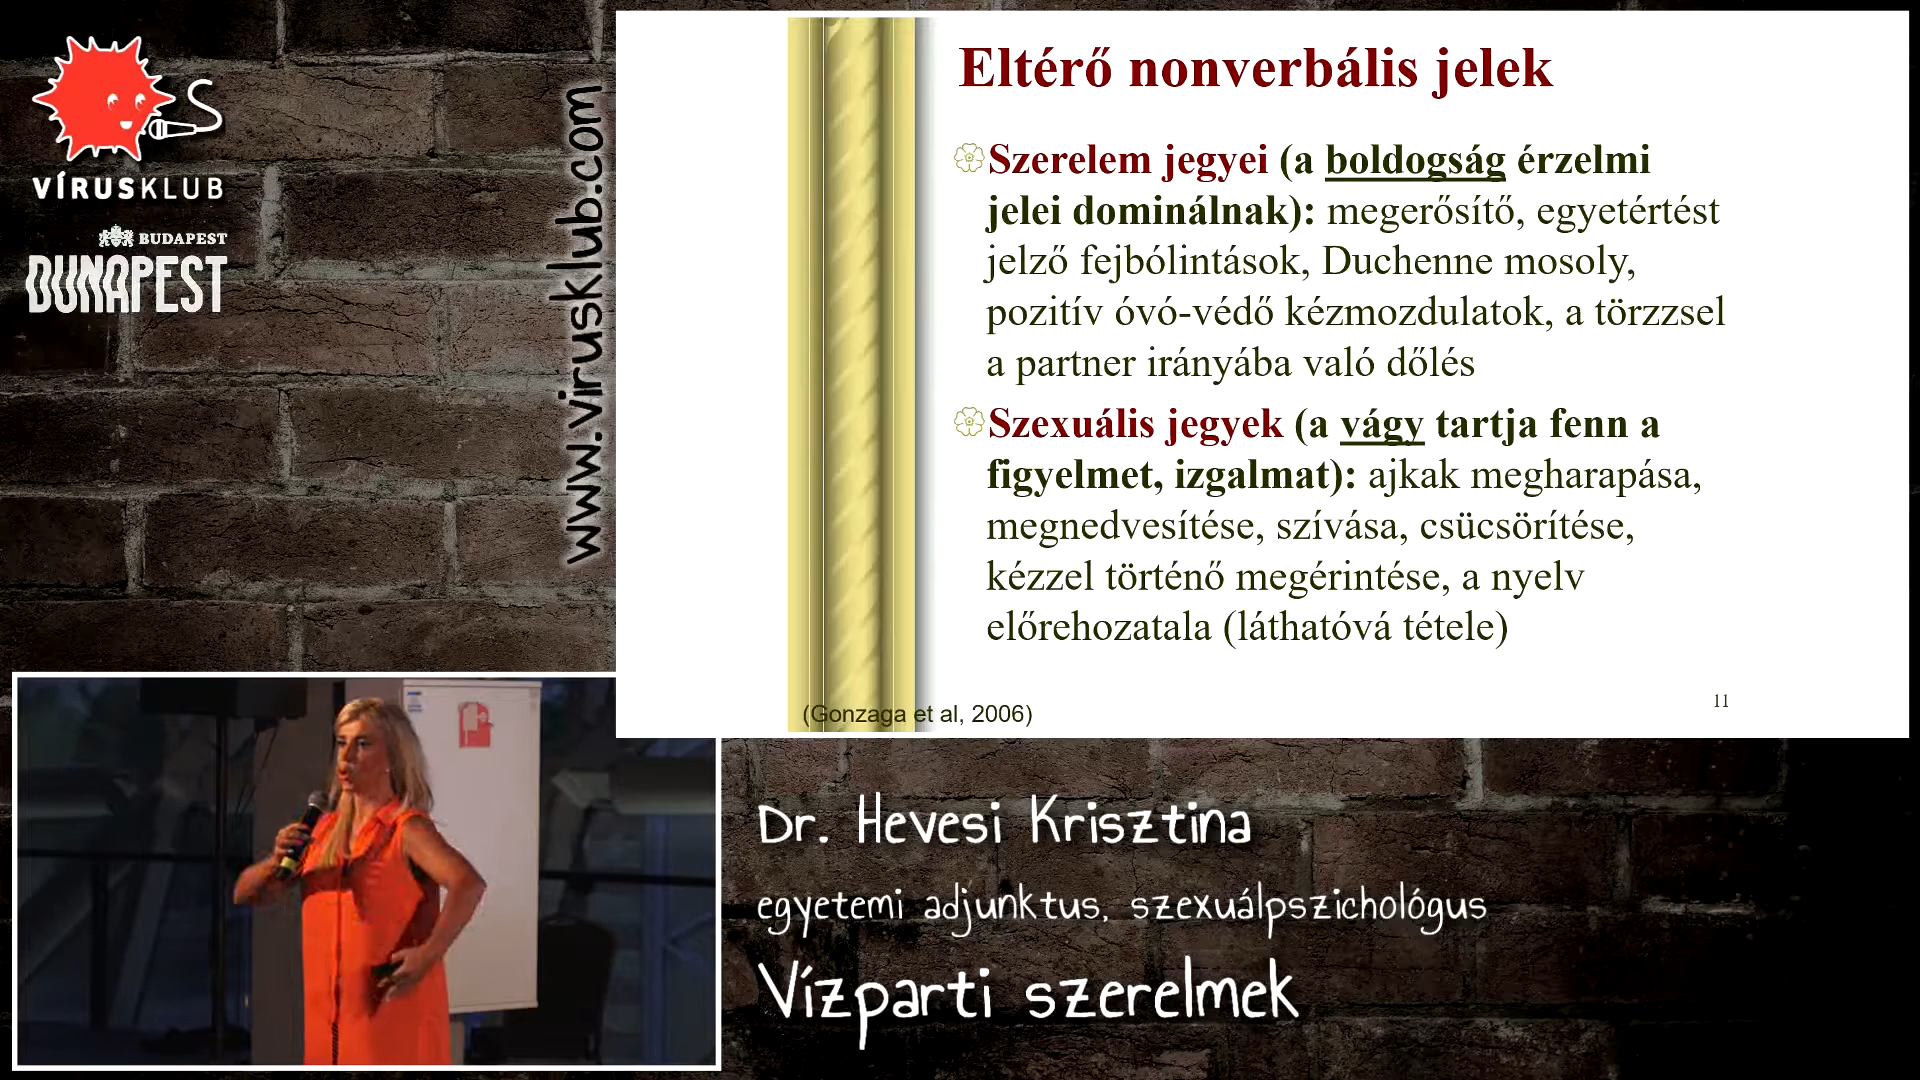 VÍRUSKLUB
BUDAPEST
DUNAPEST
www.virusklub.com
Eltérő nonverbális jelek
Szerelem jegyei (a boldogság érzelmi
jelei dominálnak): megerősítő, egyetértést
jelző fejbólintások, Duchenne mosoly,
pozitív óvó-védő kézmozdulatok, a törzzsel
a partner irányába való dőlés
Szexuális jegyek (a vágy tartja fenn a
figyelmet, izgalmat): ajkak megharapása,
megnedvesítése, szívása, csücsörítése,
kézzel történő megérintése, a nyelv
előrehozatala (láthatóvá tétele)
(Gonzaga et al, 2006)
11
Dr. Hevesi Krisztina
egyetemi adjunktus, szexuálpszichológus
Vízparti szerelmek